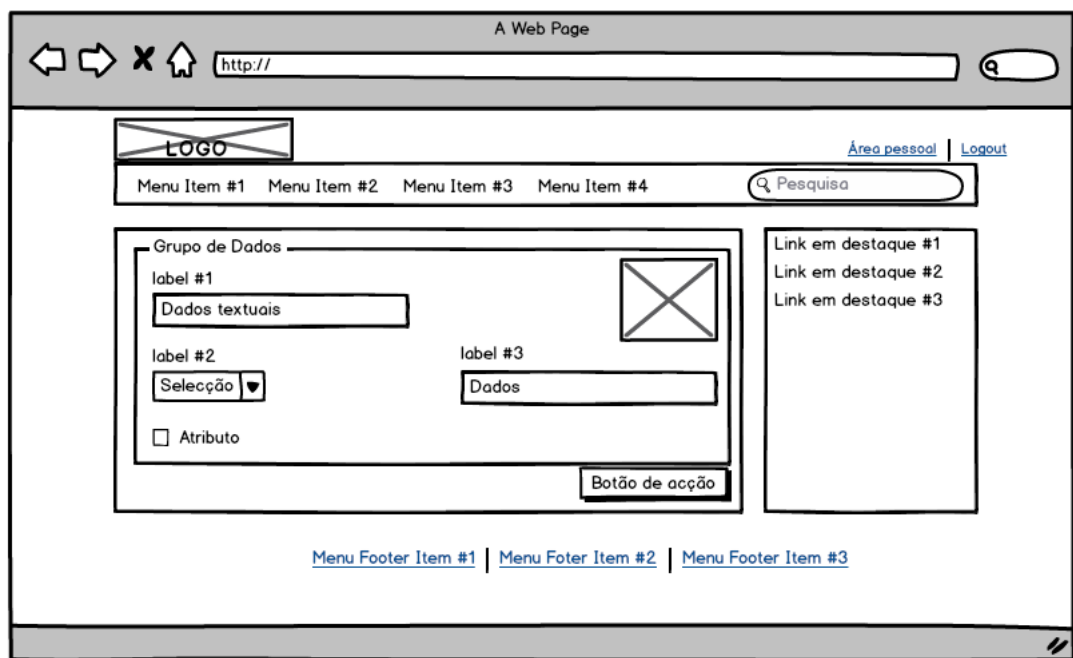 A Web Page
http://
LOGO
Área pessoal Logout
Menu Item #1 Menu Item #2 Menu Item #3 Menu Item #4 Pesquisa
Grupo de Dados
label #1
Dados textuais
label #2
Selecção
label #3
Dados
Atributo
Botão de acção
Link em destaque #1
Link em destaque #2
Link em destaque #3
Menu Footer Item #1 Menu Foter Item #2 Menu Footer Item #3